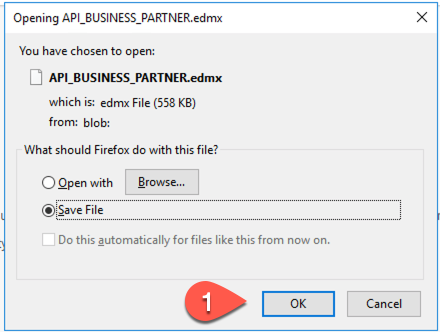 Opening API_BUSINESS_PARTNER.edmx
You have chosen to open:
API_BUSINESS_PARTNER.edmx
which is: edmx File (558 KB)
from: blob:
What should Firefox do with this file?
Open with Browse...
Save File
Do this automatically for files like this from now on.
1 OK Cancel